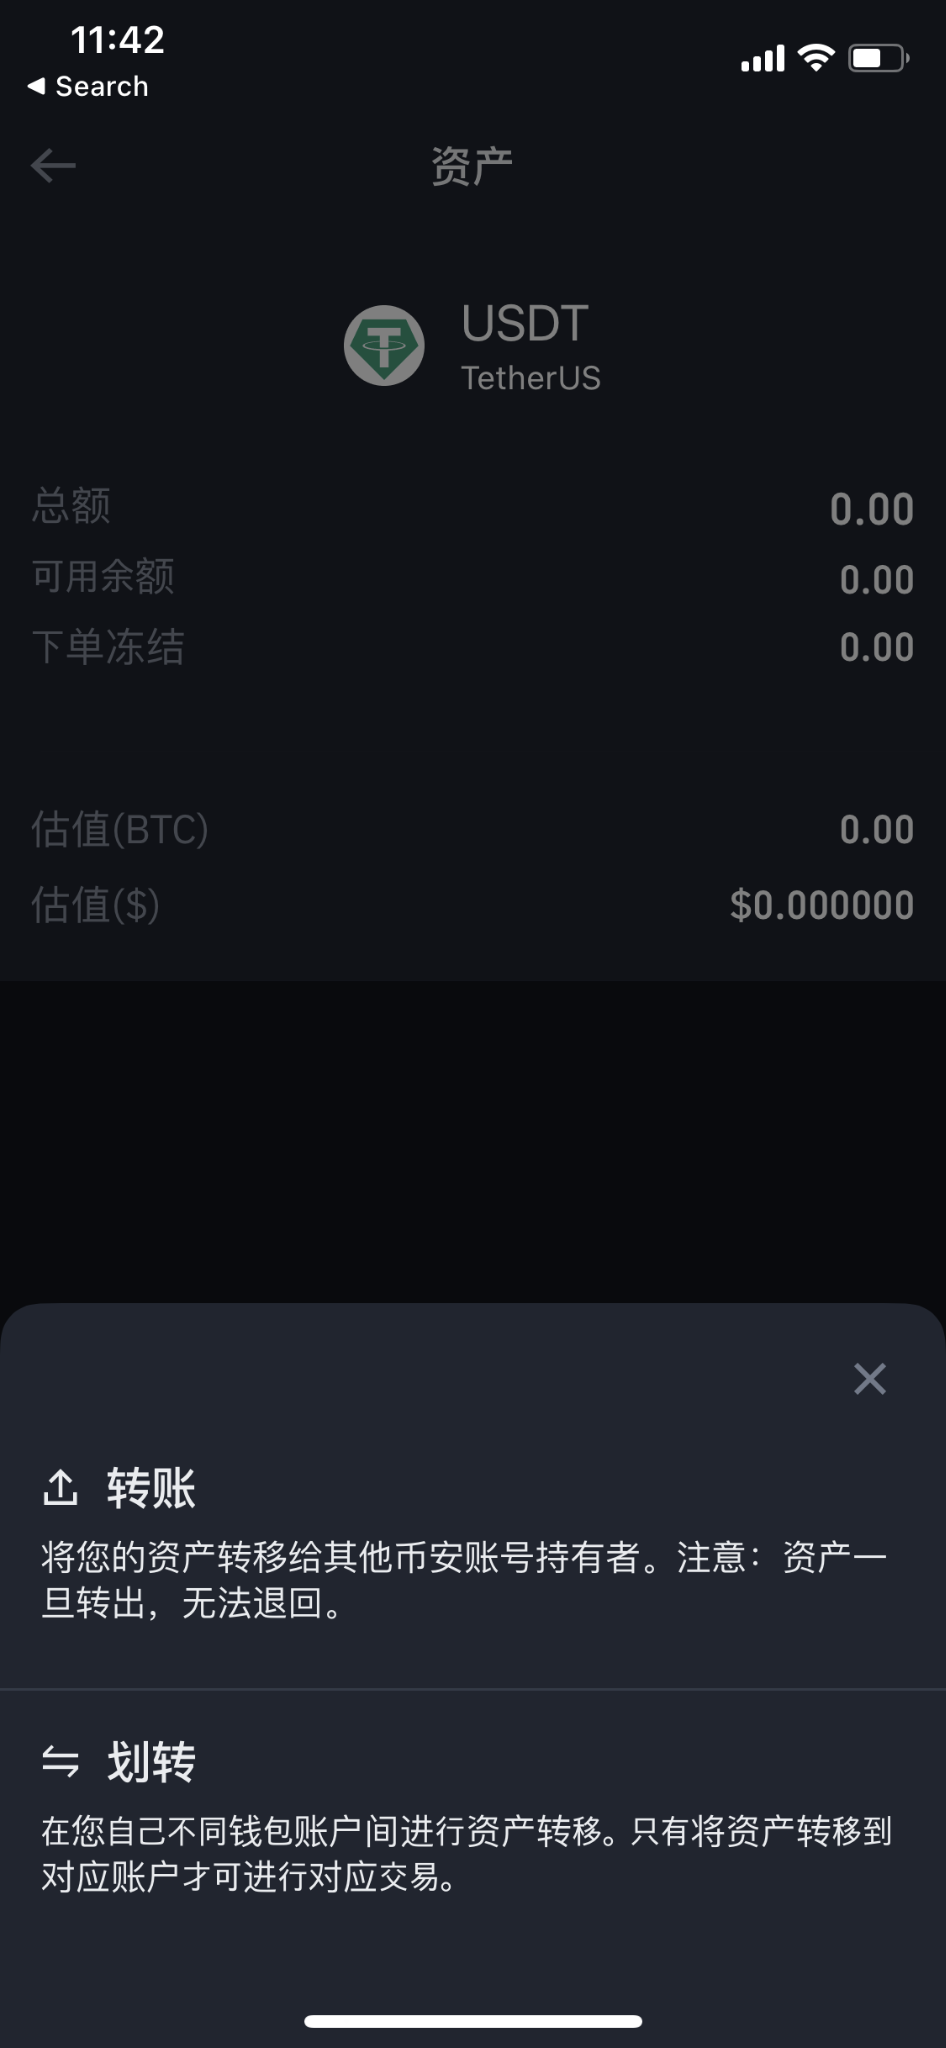 11:42
◀ Search
资产
USDT
TetherUS
总额 0.00
可用余额 0.00
下单冻结 0.00
估值(BTC) 0.00
估值($) $0.000000
转账
将您的资产转移给其他币安账号持有者。注意：资产一
旦转出，无法退回。
划转
在您自己不同钱包账户间进行资产转移。只有将资产转移到
对应账户才可进行对应交易。